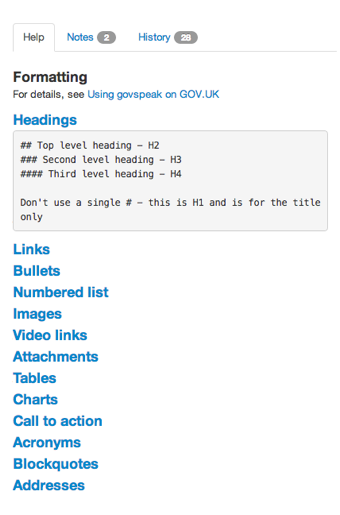 Help Notes 2 History 28
Formatting
For details, see Using govspeak on GOV.UK
Headings
## Top level heading – H2
### Second level heading – H3
#### Third level heading – H4
Don't use a single # – this is H1 and is for the title
only
Links
Bullets
Numbered list
Images
Video links
Attachments
Tables
Charts
Call to action
Acronyms
Blockquotes
Addresses